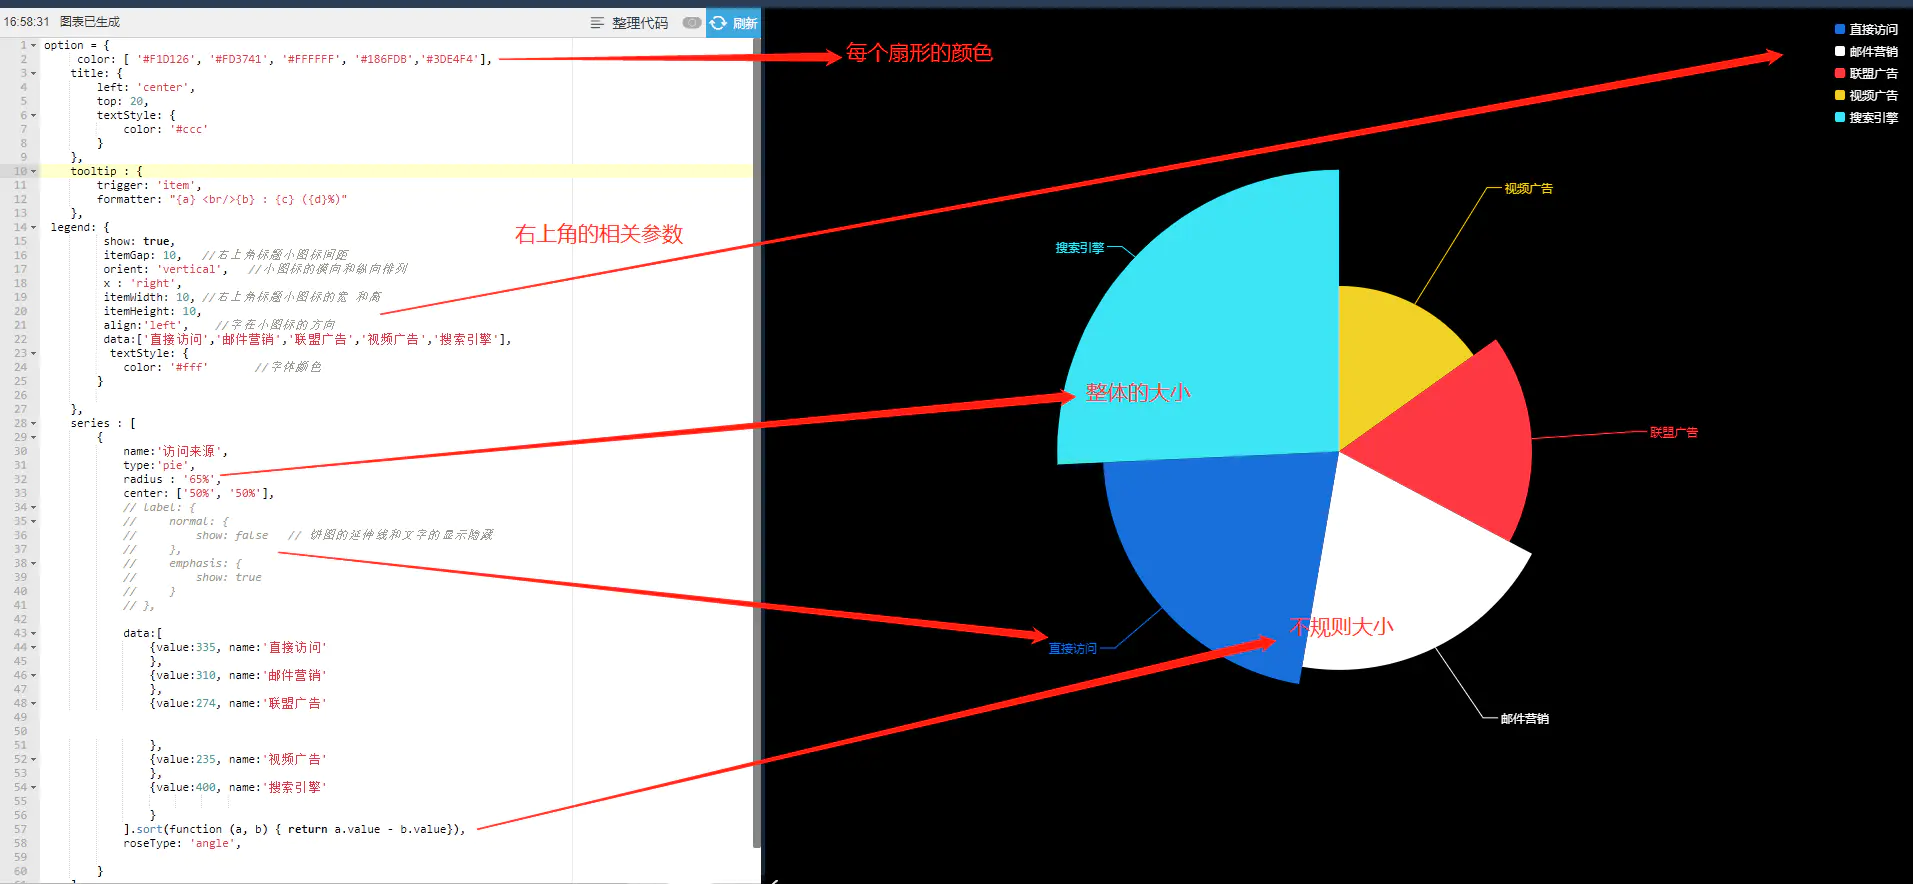 16:58:31 图表已生成
整理代码
刷新
1 option = {
2 color: [ '#F1D126', '#FD3741', '#FFFFFF', '#186FDB','#3DE4F4'],
3 title: {
4 left: 'center',
5 top: 20,
6 textStyle: {
7 color: '#ccc'
8 }
9 },
10 tooltip : {
11 trigger: 'item',
12 formatter: "{a} <br/>{b} : {c} ({d}%)"
13 },
14 legend: {
15 show: true,
16 itemGap: 10, //右上角标题小图标间距
17 orient: 'vertical', //小图标的横向和纵向排列
18 x : 'right',
19 itemWidth: 10, //右上角标题小图标的宽 和高
20 itemHeight: 10,
21 align:'left', //字在小图标的方向
22 data:['直接访问','邮件营销','联盟广告','视频广告','搜索引擎'],
23 textStyle: {
24 color: '#fff' //字体颜色
25 }
26
27 },
28 series : [
29 {
30 name:'访问来源',
31 type:'pie',
32 radius : '65%',
33 center: ['50%', '50%'],
34 // label: {
35 // normal: {
36 // show: false // 饼图的延伸线和文字的显示隐藏
37 // },
38 // emphasis: {
39 // show: true
40 // }
41 // },
42
43 data:[
44 {value:335, name:'直接访问'
45 },
46 {value:310, name:'邮件营销'
47 },
48 {value:274, name:'联盟广告'
49
50
51 },
52 {value:235, name:'视频广告'
53 },
54 {value:400, name:'搜索引擎'
55
56 }
57 ].sort(function (a, b) { return a.value - b.value}),
58 roseType: 'angle',
59
60 }
每个扇形的颜色
右上角的相关参数
整体的大小
不规则大小
直接访问
邮件营销
联盟广告
视频广告
搜索引擎
视频广告
搜索引擎
联盟广告
直接访问
邮件营销